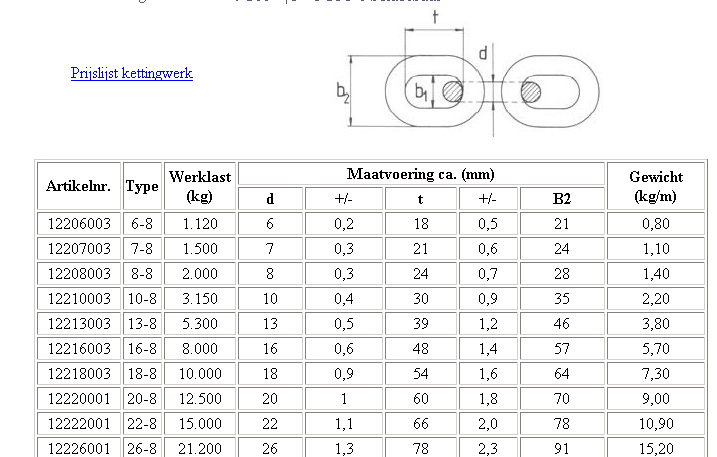 t
d
b2
b1
Prijslijst kettingwerk
Artikelnr. Type Werklast (kg) Maatvoering ca. (mm) Gewicht (kg/m)
d +/- t +/- B2
12206003 6-8 1.120 6 0,2 18 0,5 21 0,80
12207003 7-8 1.500 7 0,3 21 0,6 24 1,10
12208003 8-8 2.000 8 0,3 24 0,7 28 1,40
12210003 10-8 3.150 10 0,4 30 0,9 35 2,20
12213003 13-8 5.300 13 0,5 39 1,2 46 3,80
12216003 16-8 8.000 16 0,6 48 1,4 57 5,70
12218003 18-8 10.000 18 0,9 54 1,6 64 7,30
12220001 20-8 12.500 20 1 60 1,8 70 9,00
12222001 22-8 15.000 22 1,1 66 2,0 78 10,90
12226001 26-8 21.200 26 1,3 78 2,3 91 15,20